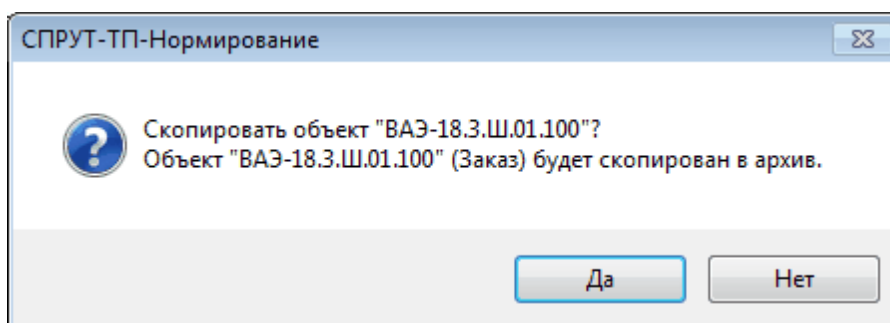 СПРУТ-ТП-Нормирование
Скопировать объект "ВАЭ-18.3.Ш.01.100"?
Объект "ВАЭ-18.3.Ш.01.100" (Заказ) будет скопирован в архив.
Да
Нет